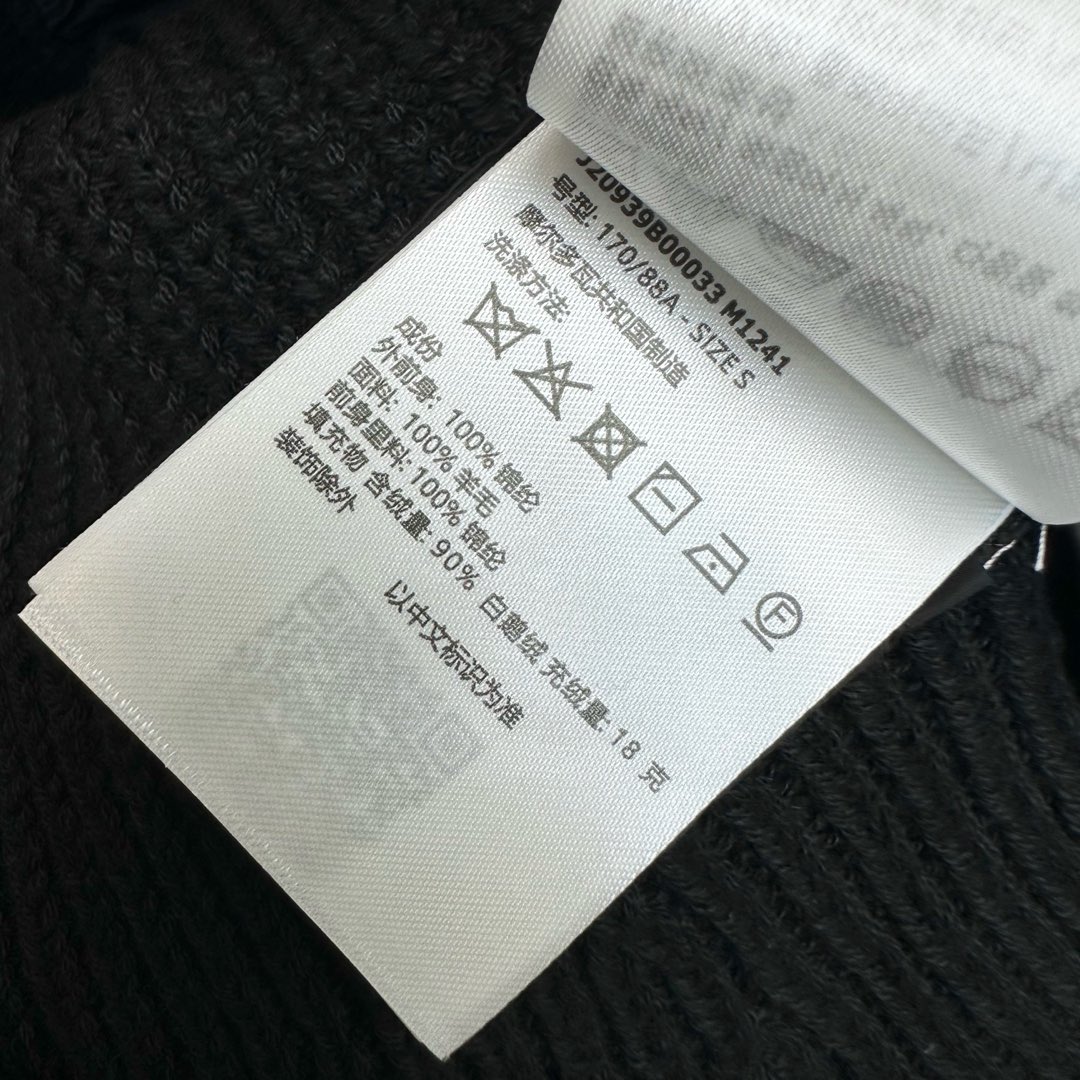 J20939B00033 M1241
号型: 170/88A - SIZE S
摩尔多瓦共和国制造
洗涤方法:
F
成份
外前身: 100% 锦纶
面料: 100% 羊毛
前身里料: 100% 锦纶
填充物 含绒量: 90% 白鹅绒 充绒量: 18 克
装饰除外
以中文标识为准